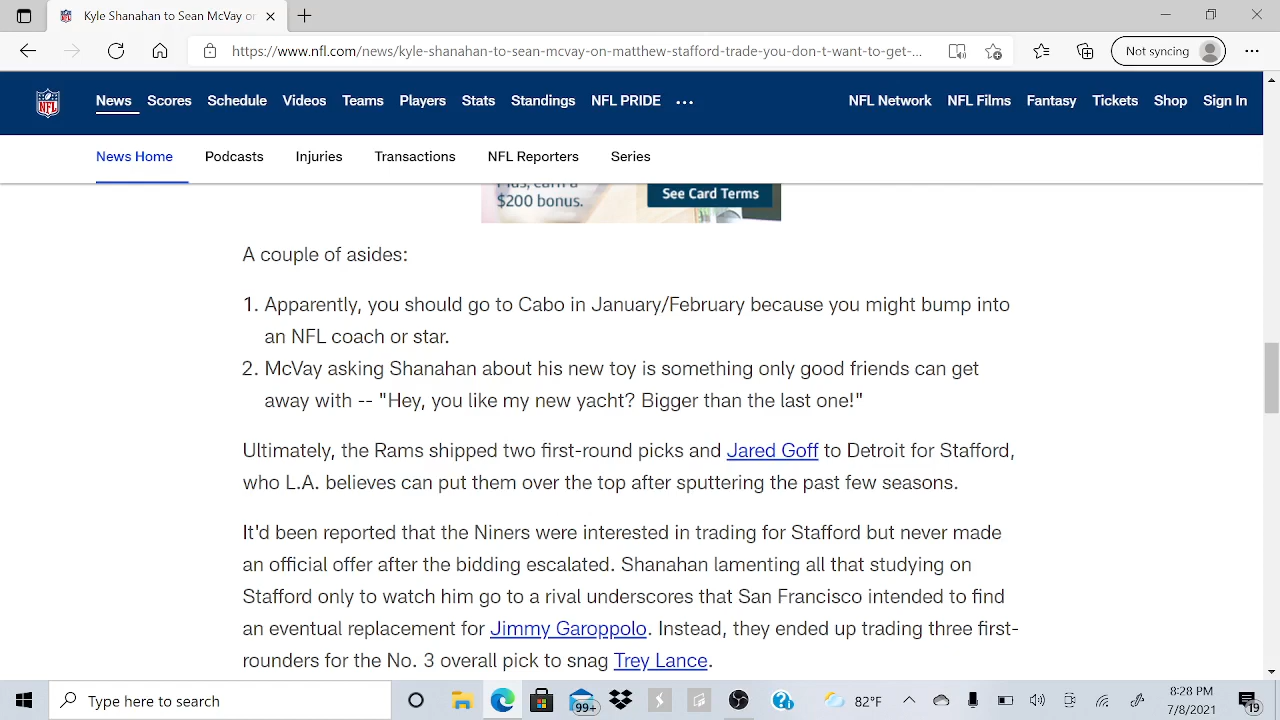 Kyle Shanahan to Sean McVay or
https://www.nfl.com/news/kyle-shanahan-to-sean-mcvay-on-matthew-stafford-trade-you-don-t-want-to-get-...
Not syncing
NFL
News Scores Schedule Videos Teams Players Stats Standings NFL PRIDE ... NFL Network NFL Films Fantasy Tickets Shop Sign In
News Home Podcasts Injuries Transactions NFL Reporters Series
Plus, earn a
$200 bonus.
See Card Terms
A couple of asides:
1. Apparently, you should go to Cabo in January/February because you might bump into
an NFL coach or star.
2. McVay asking Shanahan about his new toy is something only good friends can get
away with -- "Hey, you like my new yacht? Bigger than the last one!"
Ultimately, the Rams shipped two first-round picks and Jared Goff to Detroit for Stafford,
who L.A. believes can put them over the top after sputtering the past few seasons.
It'd been reported that the Niners were interested in trading for Stafford but never made
an official offer after the bidding escalated. Shanahan lamenting all that studying on
Stafford only to watch him go to a rival underscores that San Francisco intended to find
an eventual replacement for Jimmy Garoppolo. Instead, they ended up trading three first-
rounders for the No. 3 overall pick to snag Trey Lance.
Type here to search
99+
82°F
8:28 PM
7/8/2021
19